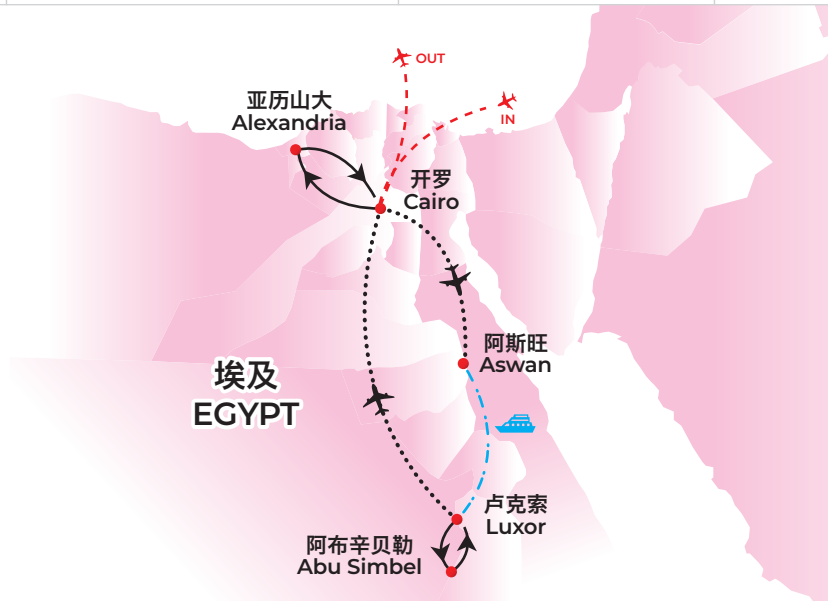 OUT
IN
亚历山大
Alexandria
开罗
Cairo
阿斯旺
Aswan
埃及
EGYPT
卢克索
Luxor
阿布辛贝勒
Abu Simbel